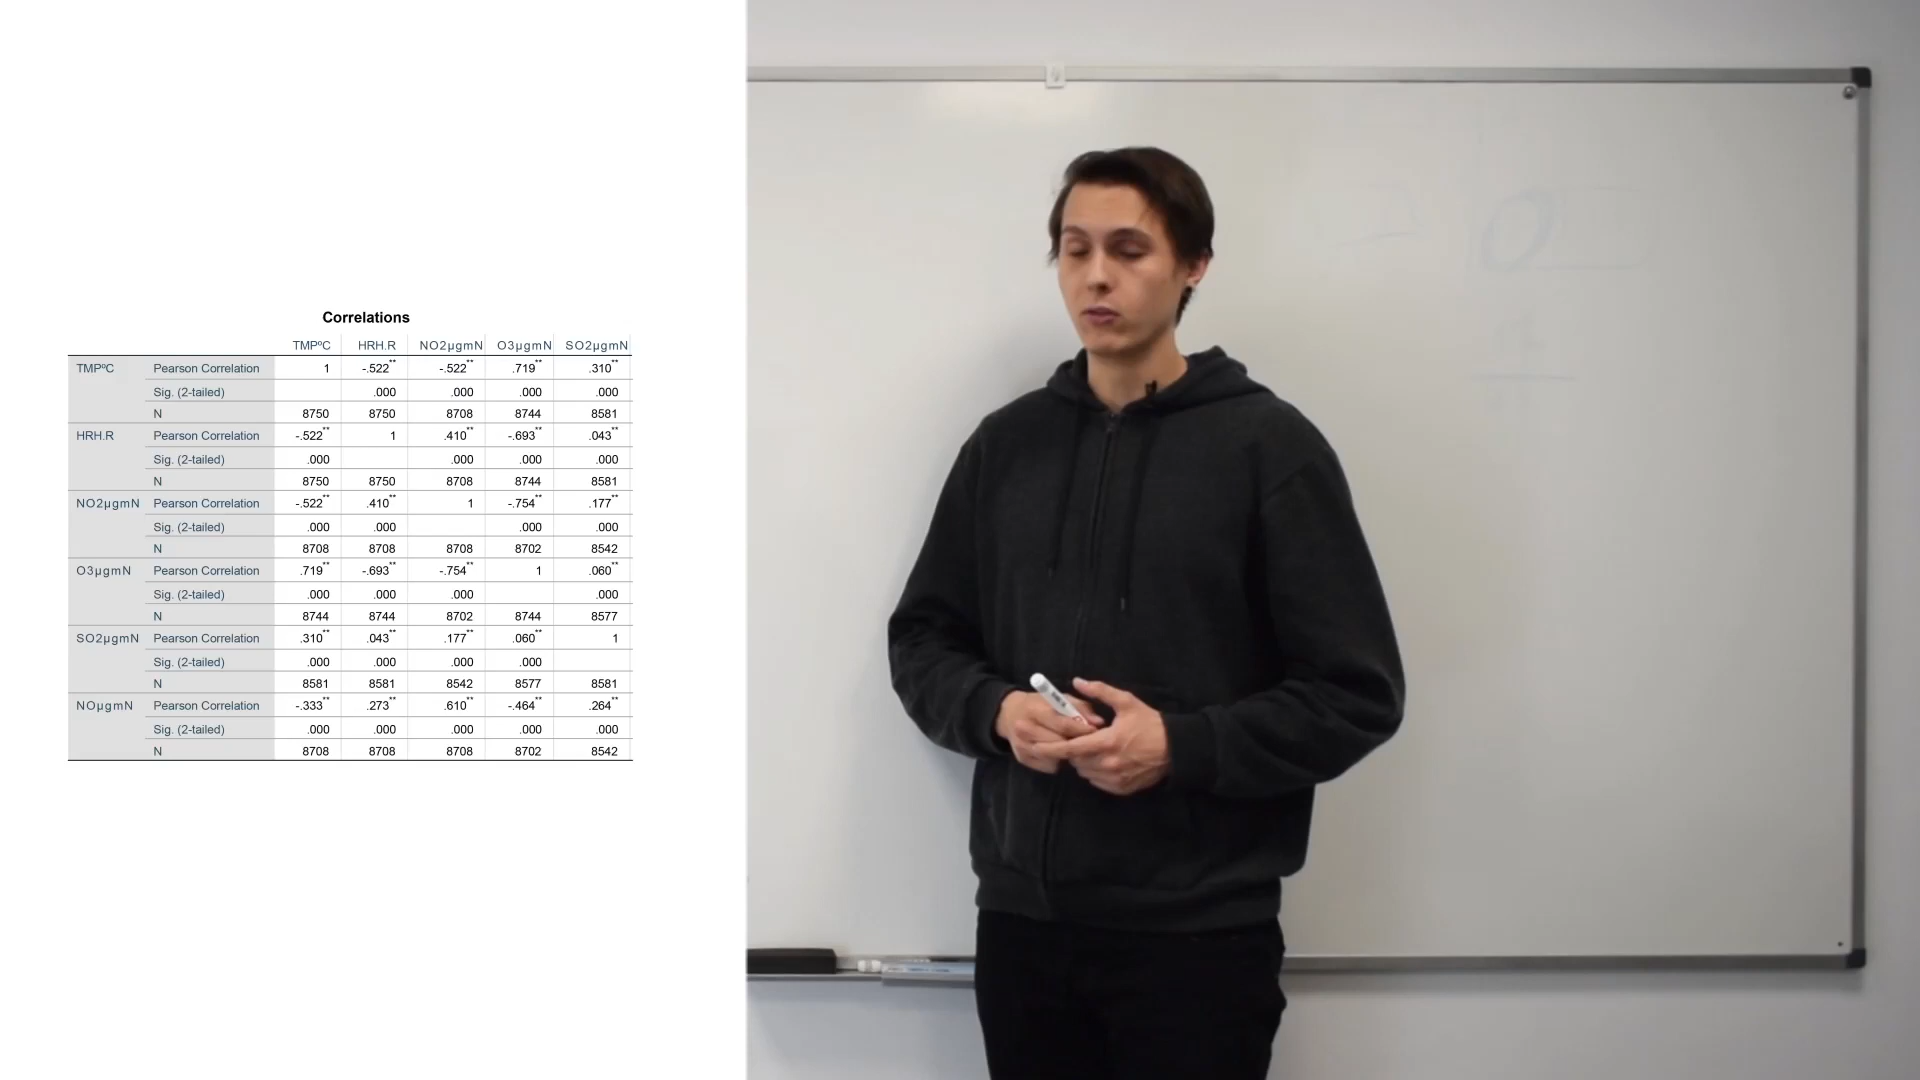 Correlations
TMPºC HRH.R NO2µgmN O3µgmN SO2µgmN
TMPºC Pearson Correlation 1 -.522** -.522** .719** .310**
Sig. (2-tailed) .000 .000 .000 .000
N 8750 8750 8708 8744 8581
HRH.R Pearson Correlation -.522** 1 .410** -.693** .043**
Sig. (2-tailed) .000 .000 .000 .000
N 8750 8750 8708 8744 8581
NO2µgmN Pearson Correlation -.522** .410** 1 -.754** .177**
Sig. (2-tailed) .000 .000 .000 .000
N 8708 8708 8708 8702 8542
O3µgmN Pearson Correlation .719** -.693** -.754** 1 .060**
Sig. (2-tailed) .000 .000 .000 .000
N 8744 8744 8702 8744 8577
SO2µgmN Pearson Correlation .310** .043** .177** .060** 1
Sig. (2-tailed) .000 .000 .000 .000
N 8581 8581 8542 8577 8581
NOµgmN Pearson Correlation -.333** .273** .610** -.464** .264**
Sig. (2-tailed) .000 .000 .000 .000 .000
N 8708 8708 8708 8702 8542